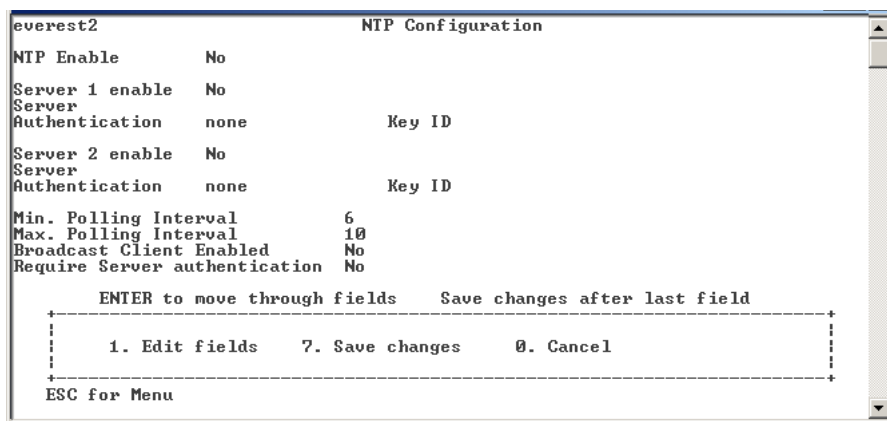 everest2 NTP Configuration
NTP Enable No
Server 1 enable No
Server
Authentication none Key ID
Server 2 enable No
Server
Authentication none Key ID
Min. Polling Interval 6
Max. Polling Interval 10
Broadcast Client Enabled No
Require Server authentication No
ENTER to move through fields Save changes after last field
1. Edit fields 7. Save changes 0. Cancel
ESC for Menu